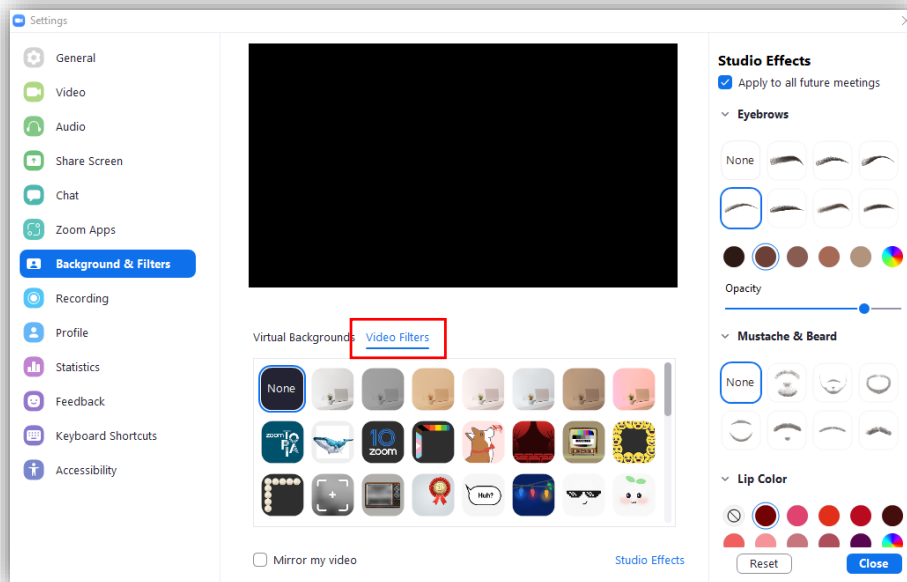 Settings
General
Video
Audio
Share Screen
Chat
Zoom Apps
Background & Filters
Recording
Profile
Statistics
Feedback
Keyboard Shortcuts
Accessibility
Virtual Backgrounds
Video Filters
None
zoom TOPIA
10
zoom
Huh?
Mirror my video
Studio Effects
Studio Effects
Apply to all future meetings
Eyebrows
None
Opacity
Mustache & Beard
None
Lip Color
Reset
Close